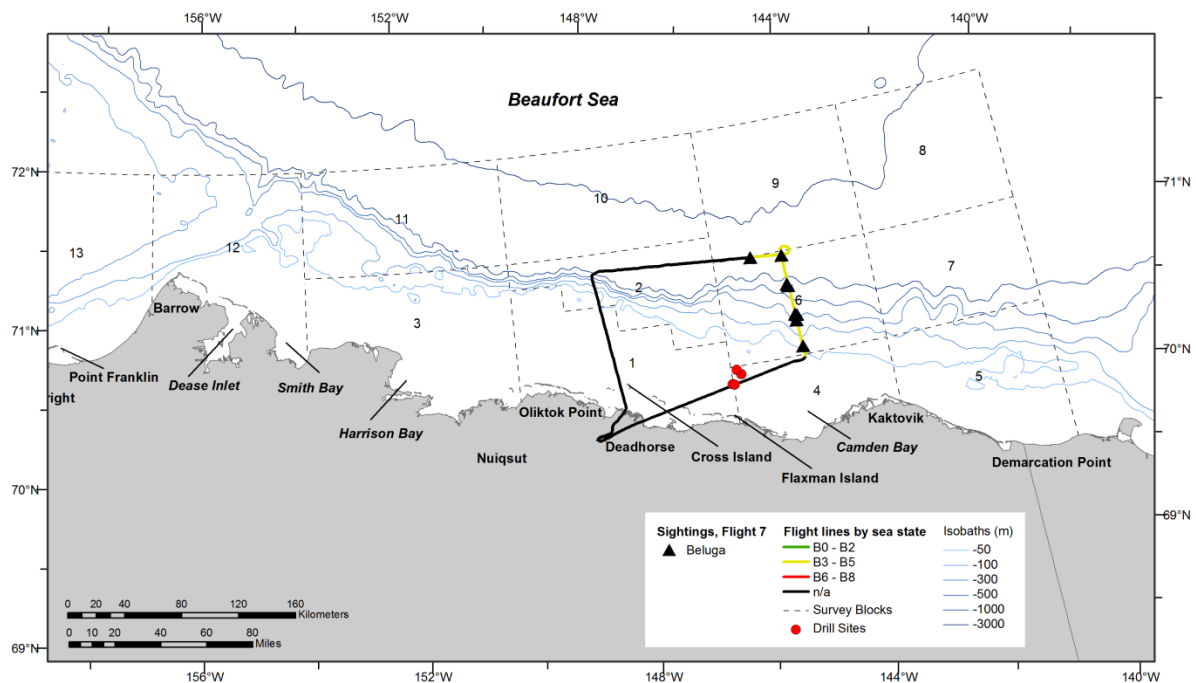 156°W
152°W
148°W
144°W
140°W
Beaufort Sea
72°N
71°N
8
9
10
11
12
13
7
2
6
3
1
5
4
71°N
70°N
Barrow
Point Franklin
right
Dease Inlet
Smith Bay
Harrison Bay
Oliktok Point
Nuiqsut
Deadhorse
Cross Island
Flaxman Island
Camden Bay
Kaktovik
Demarcation Point
70°N
69°N
69°N
Sightings, Flight 7
Beluga
Flight lines by sea state
B0 - B2
B3 - B5
B6 - B8
n/a
Survey Blocks
Drill Sites
Isobaths (m)
-50
-100
-300
-500
-1000
-3000
0 20 40 80 120 160
Kilometers
0 10 20 40 60 80
Miles
156°W
152°W
148°W
144°W
140°W